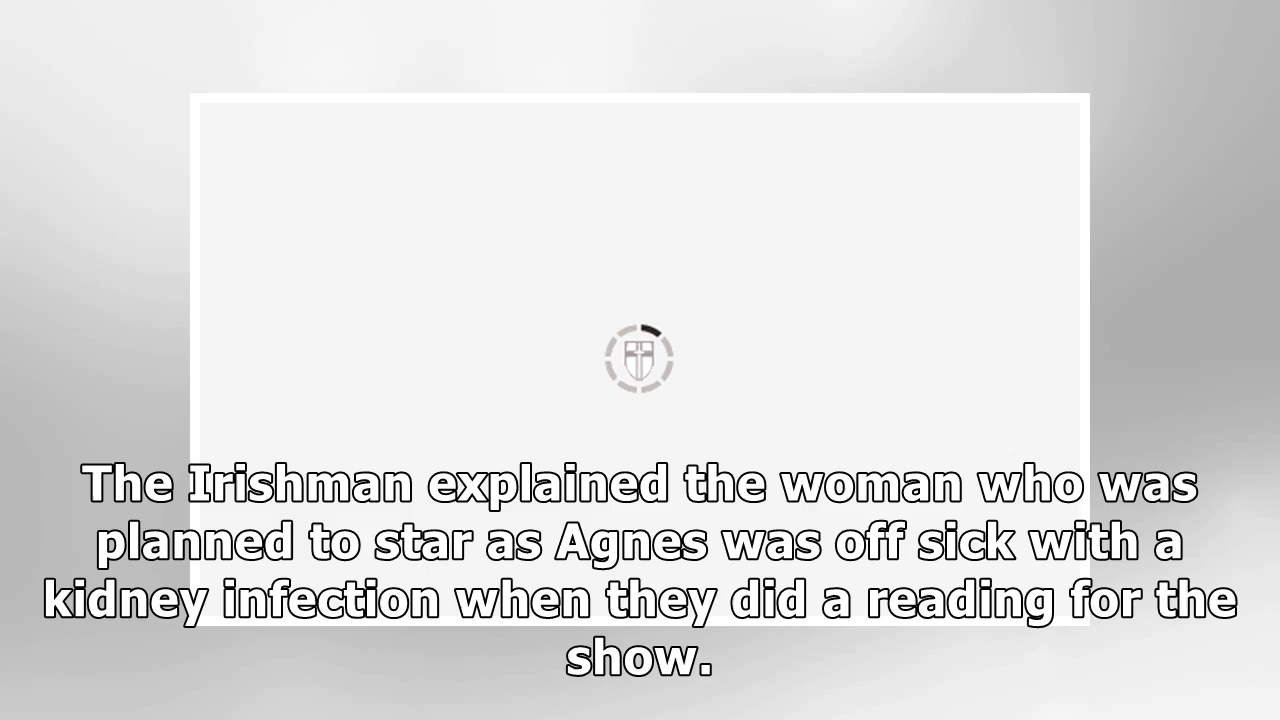 The Irishman explained the woman who was
planned to star as Agnes was off sick with a
kidney infection when they did a reading for the
show.